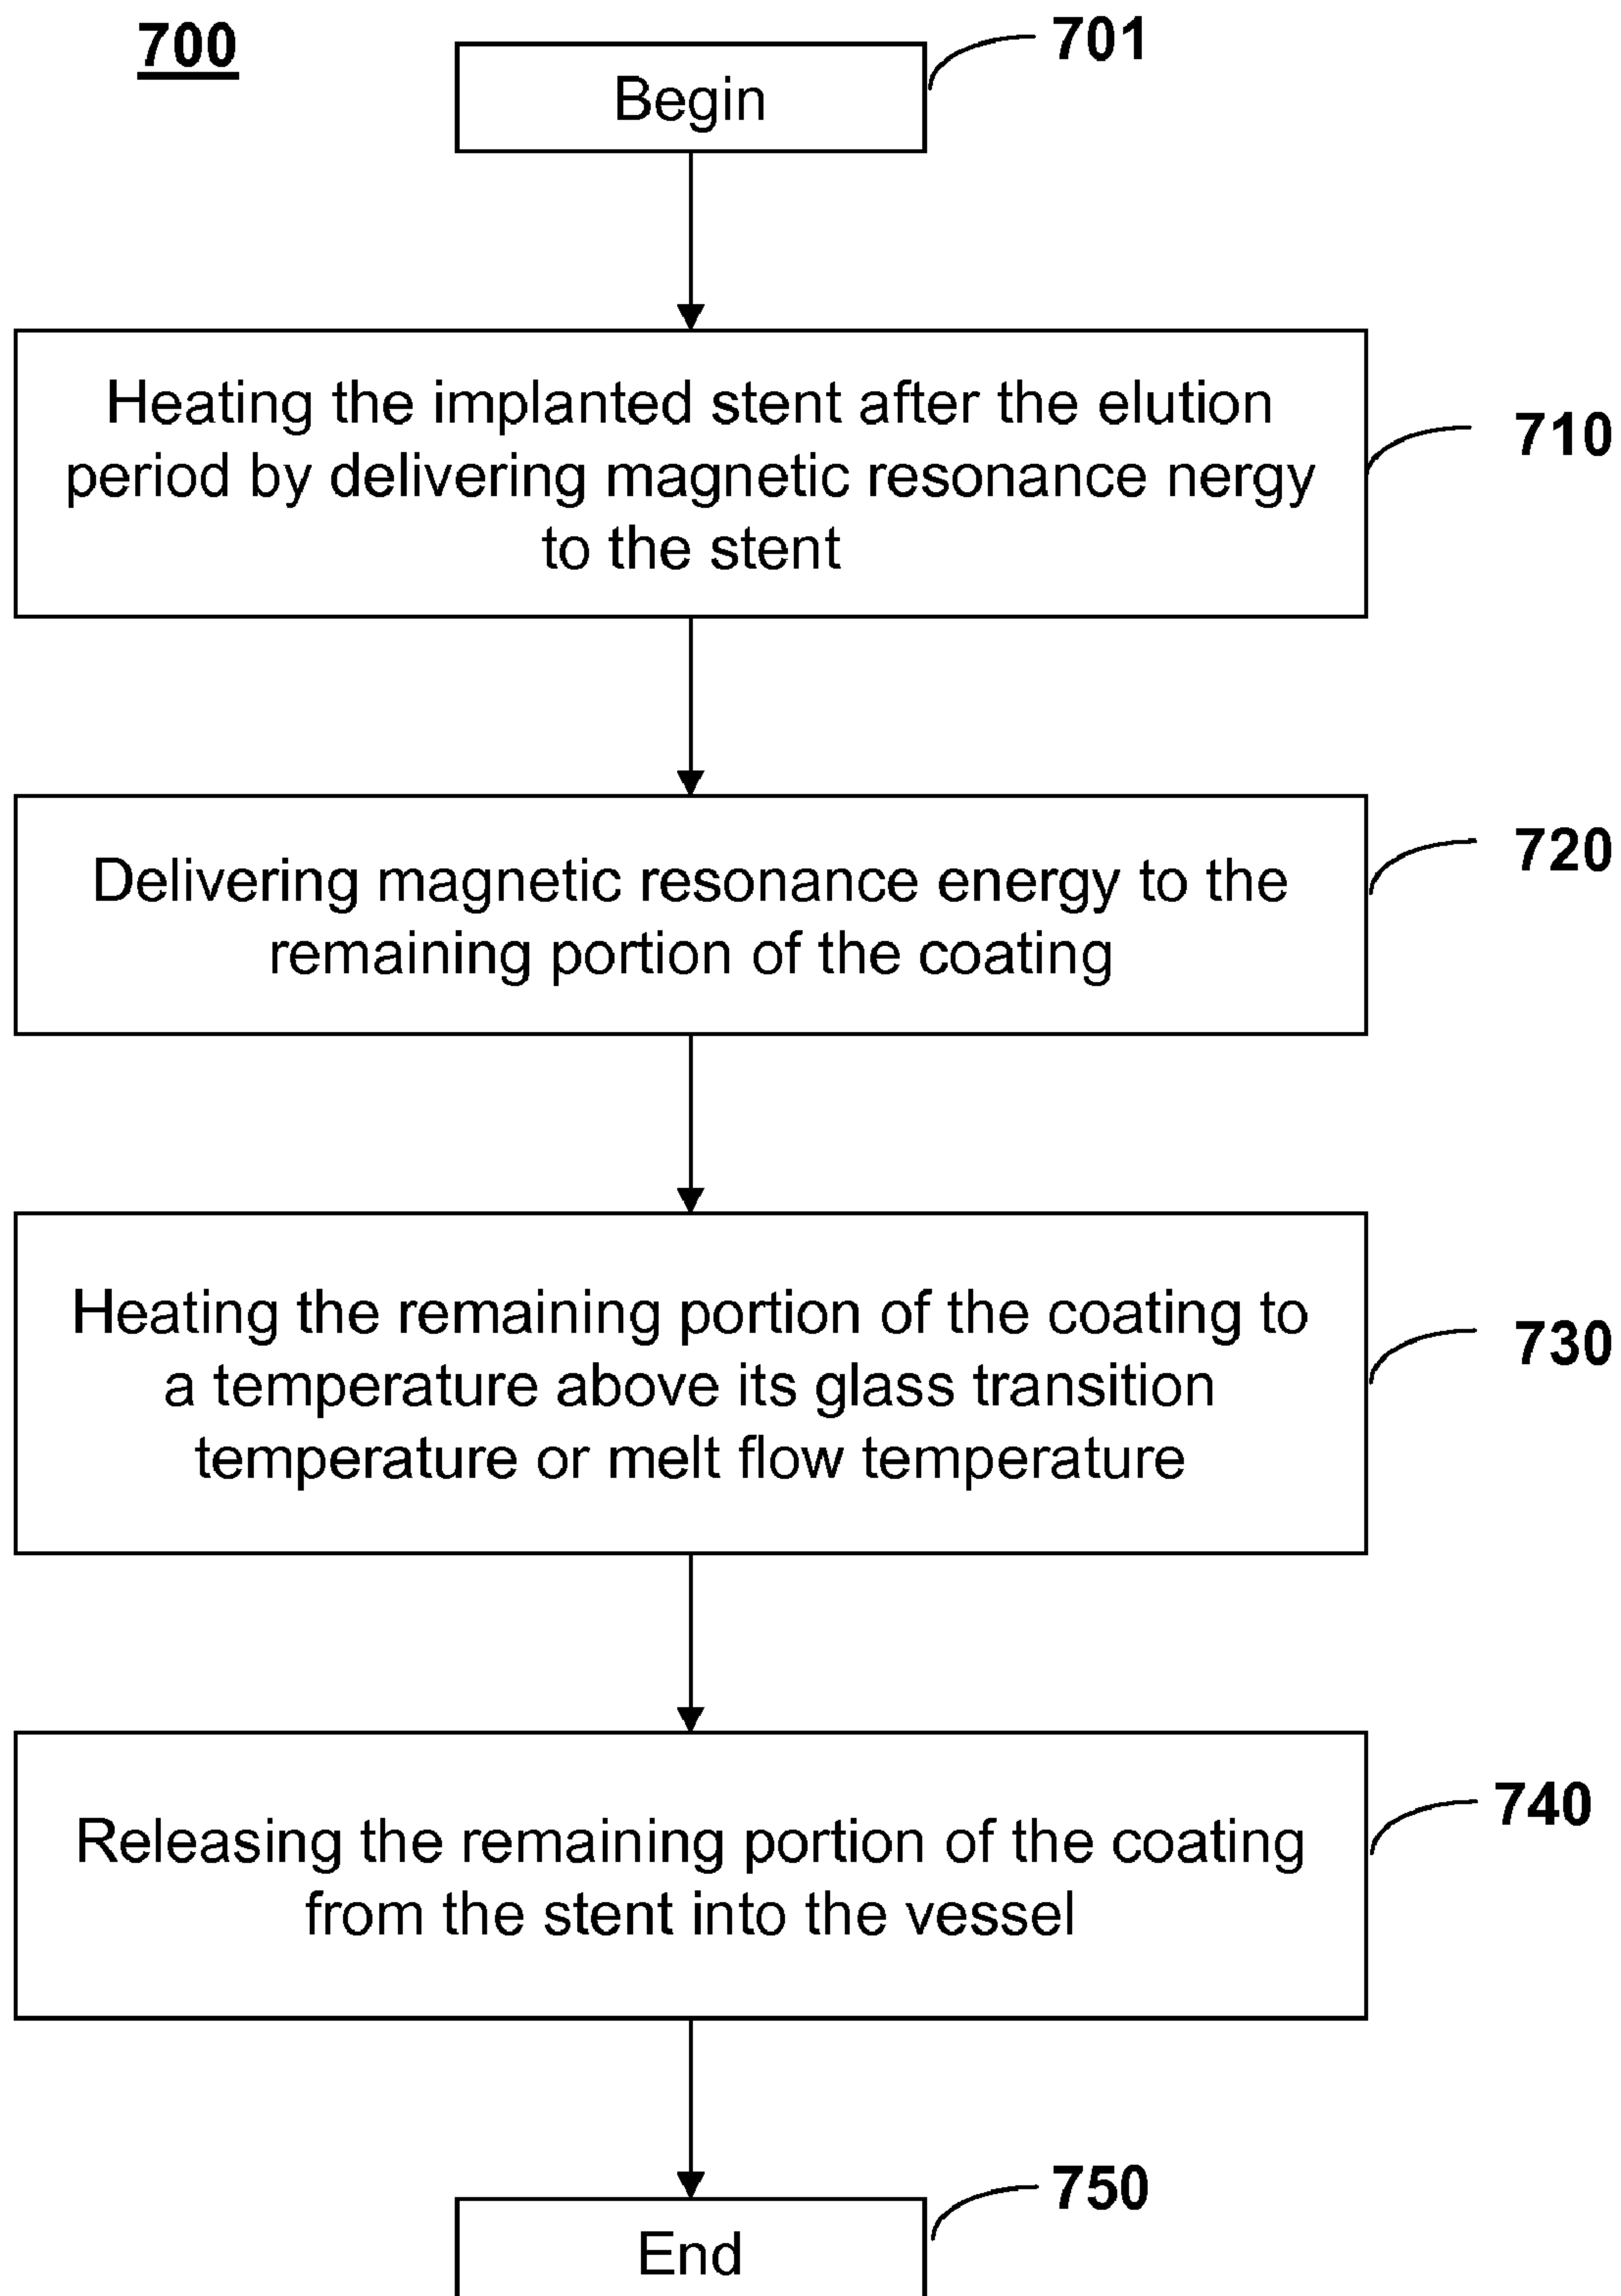 700
701
Begin
Heating the implanted stent after the elution
period by delivering magnetic resonance nergy
to the stent
710
Delivering magnetic resonance energy to the
remaining portion of the coating
720
Heating the remaining portion of the coating to
a temperature above its glass transition
temperature or melt flow temperature
730
Releasing the remaining portion of the coating
from the stent into the vessel
740
750
End